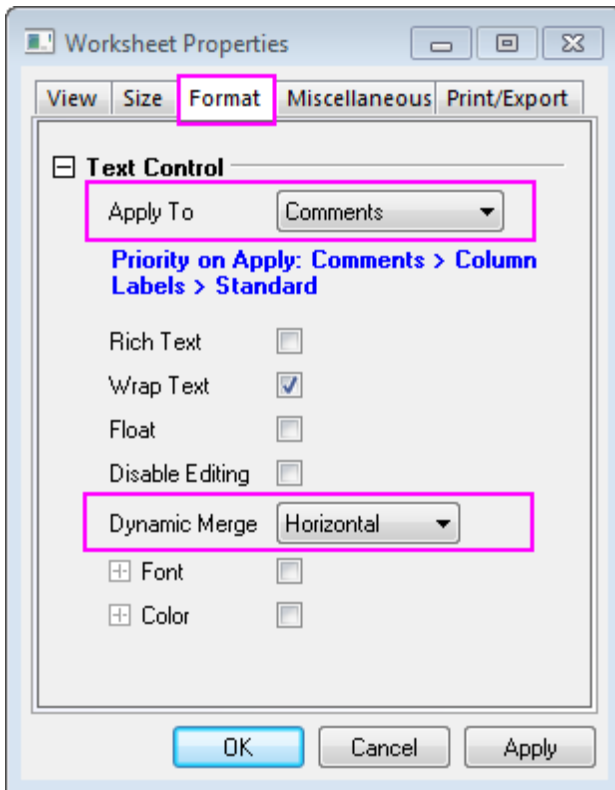 Worksheet Properties
View Size Format Miscellaneous Print/Export
Text Control
Apply To Comments
Priority on Apply: Comments > Column
Labels > Standard
Rich Text
Wrap Text
Float
Disable Editing
Dynamic Merge Horizontal
Font
Color
OK Cancel Apply